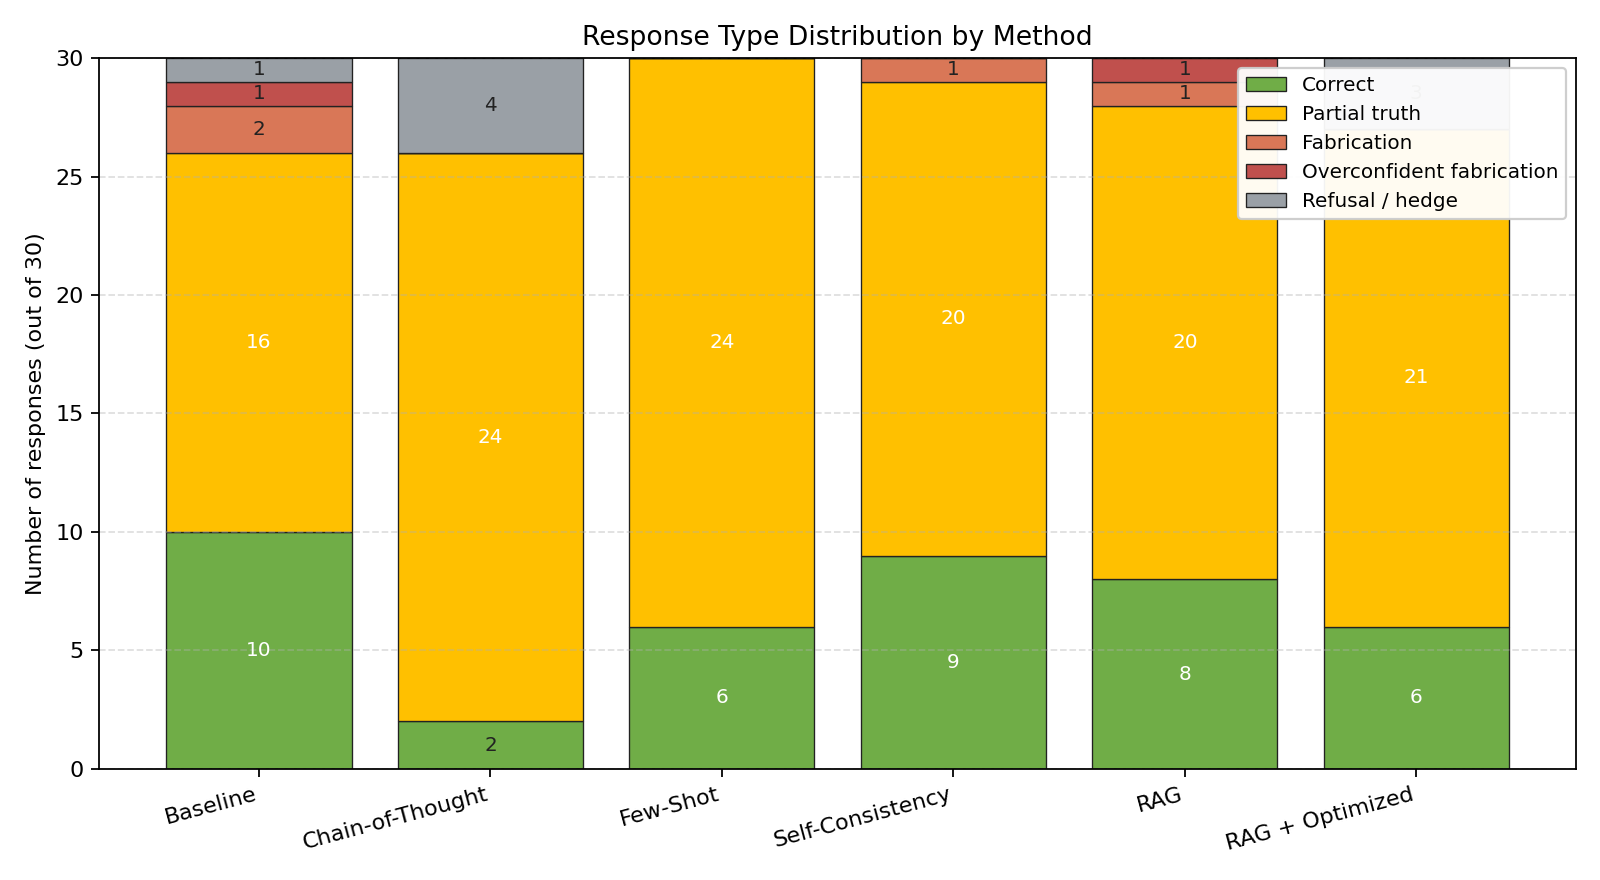 Response Type Distribution by Method
Number of responses (out of 30)
30
25
20
15
10
5
0
1
1
2
16
10
4
24
2
24
6
1
20
9
1
1
20
8
3
21
6
Correct
Partial truth
Fabrication
Overconfident fabrication
Refusal / hedge
Baseline
Chain-of-Thought
Few-Shot
Self-Consistency
RAG
RAG + Optimized